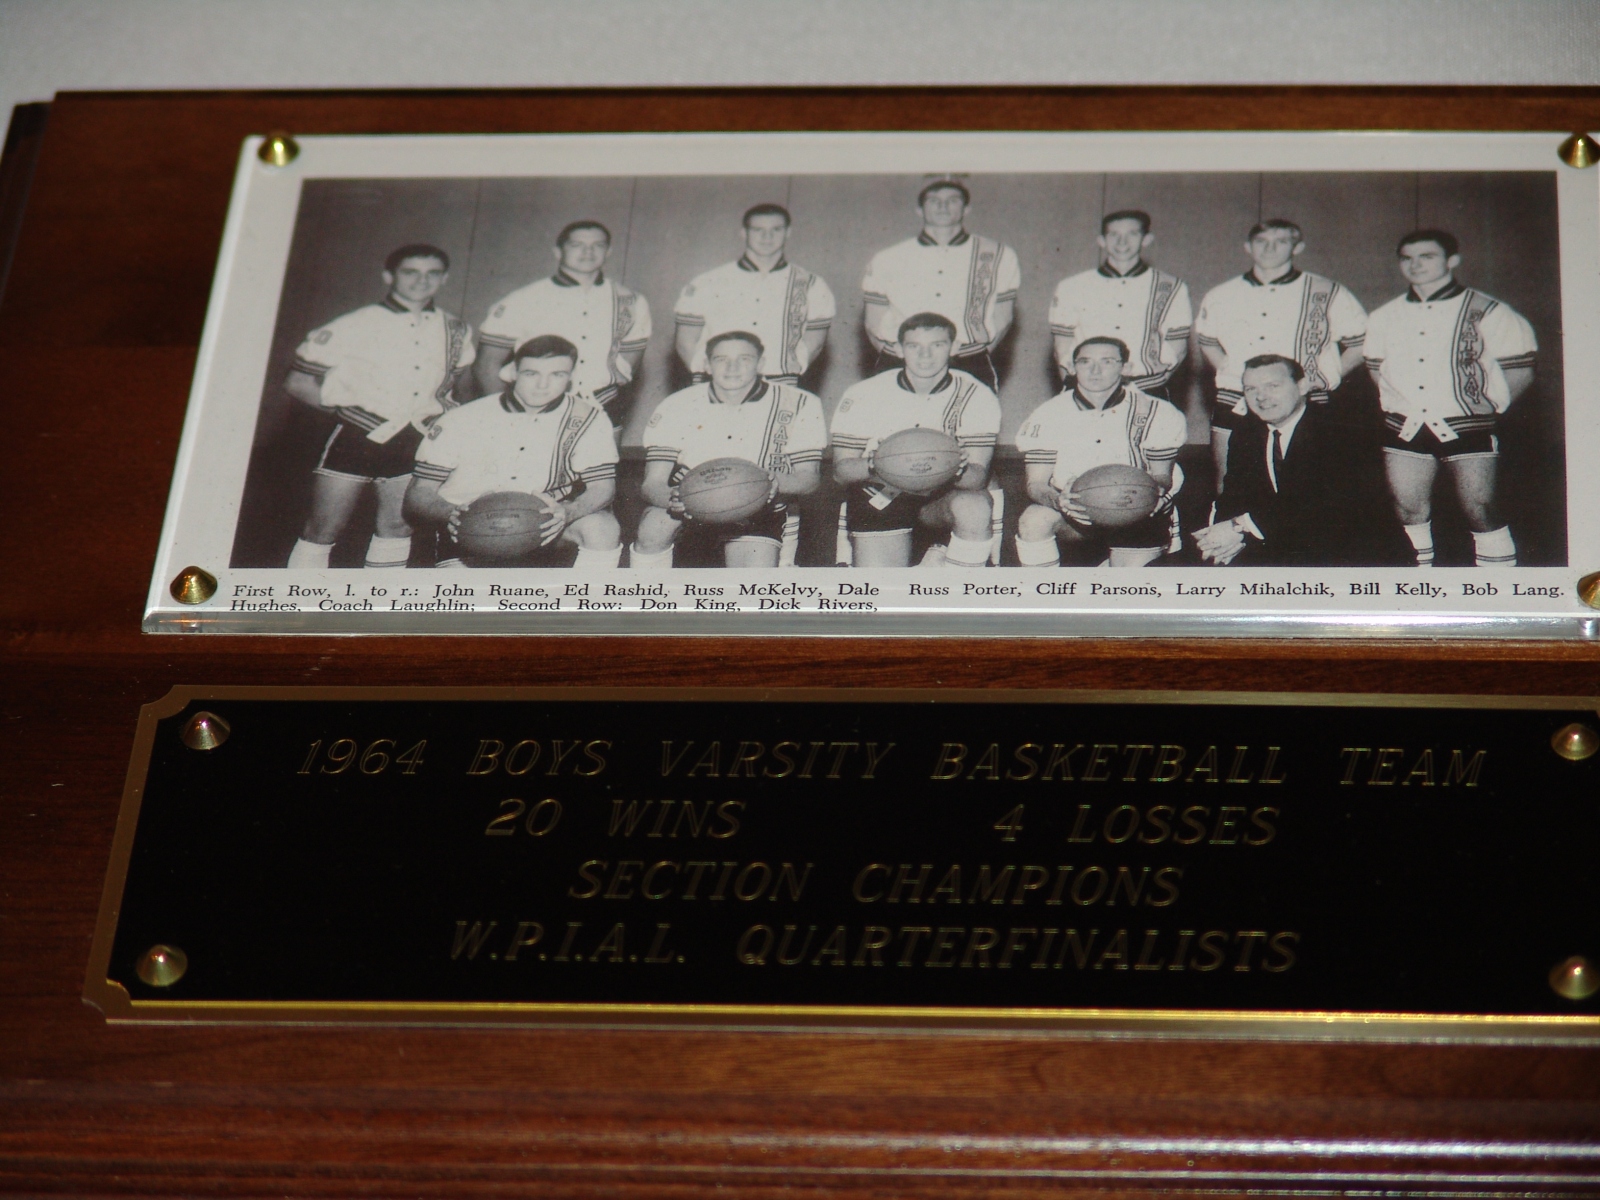 GATEWAY
GATEWAY
First Row, l. to r.: John Ruane, Ed Rashid, Russ McKelvy, Dale
Hughes, Coach Laughlin; Second Row: Don King, Dick Rivers,
Russ Porter, Cliff Parsons, Larry Mihalchik, Bill Kelly, Bob Lang.
1964 BOYS VARSITY BASKETBALL TEAM
20 WINS 4 LOSSES
SECTION CHAMPIONS
W.P.I.A.L. QUARTERFINALISTS